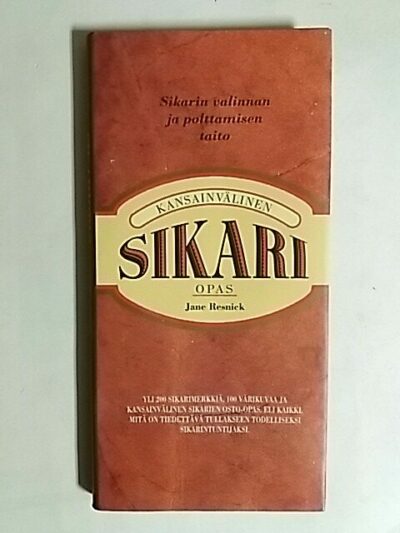 Sikarin valinnan
ja polttamisen
taito
KANSAINVÄLINEN
SIKARI
OPAS
Jane Resnick
YLI 200 SIKARIMERKKIÄ, 100 VÄRIKUVAA JA
KANSAINVÄLINEN SIKARIEN OSTO-OPAS. ELI KAIKKI,
MITÄ ON TIEDETTÄVÄ TULLAKSEEN TODELLISEKSI
SIKARINTUNTIJAKSI.